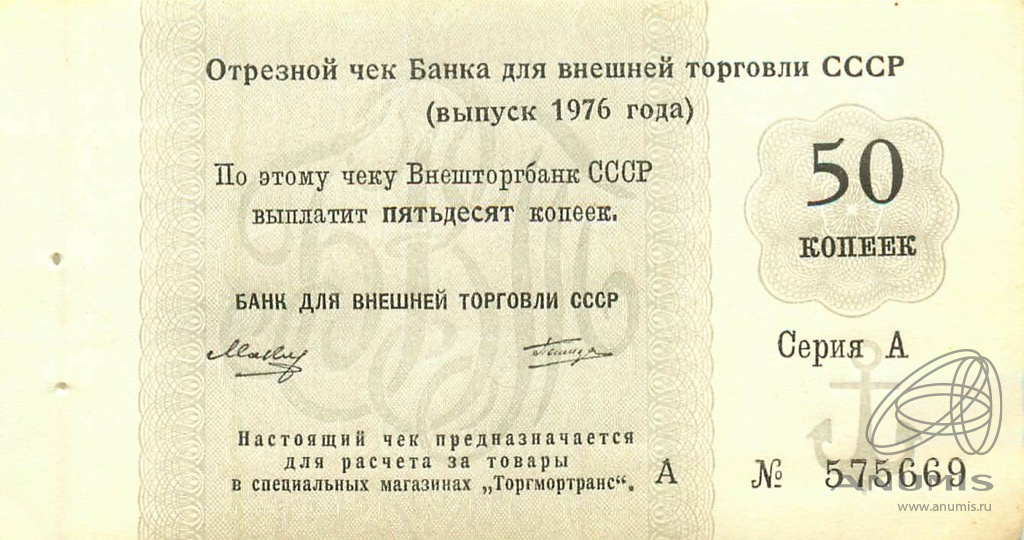 Отрезной чек Банка для внешней торговли СССР
(выпуск 1976 года)
По этому чеку Внешторгбанк СССР
выплатит пятьдесят копеек.
50
КОПЕЕК
БАНК ДЛЯ ВНЕШНЕЙ ТОРГОВЛИ СССР
Серия А
Настоящий чек предназначается
для расчета за товары
в специальных магазинах „Торгмортранс“.
А
№ 575669
ANUMIS
www.anumis.ru